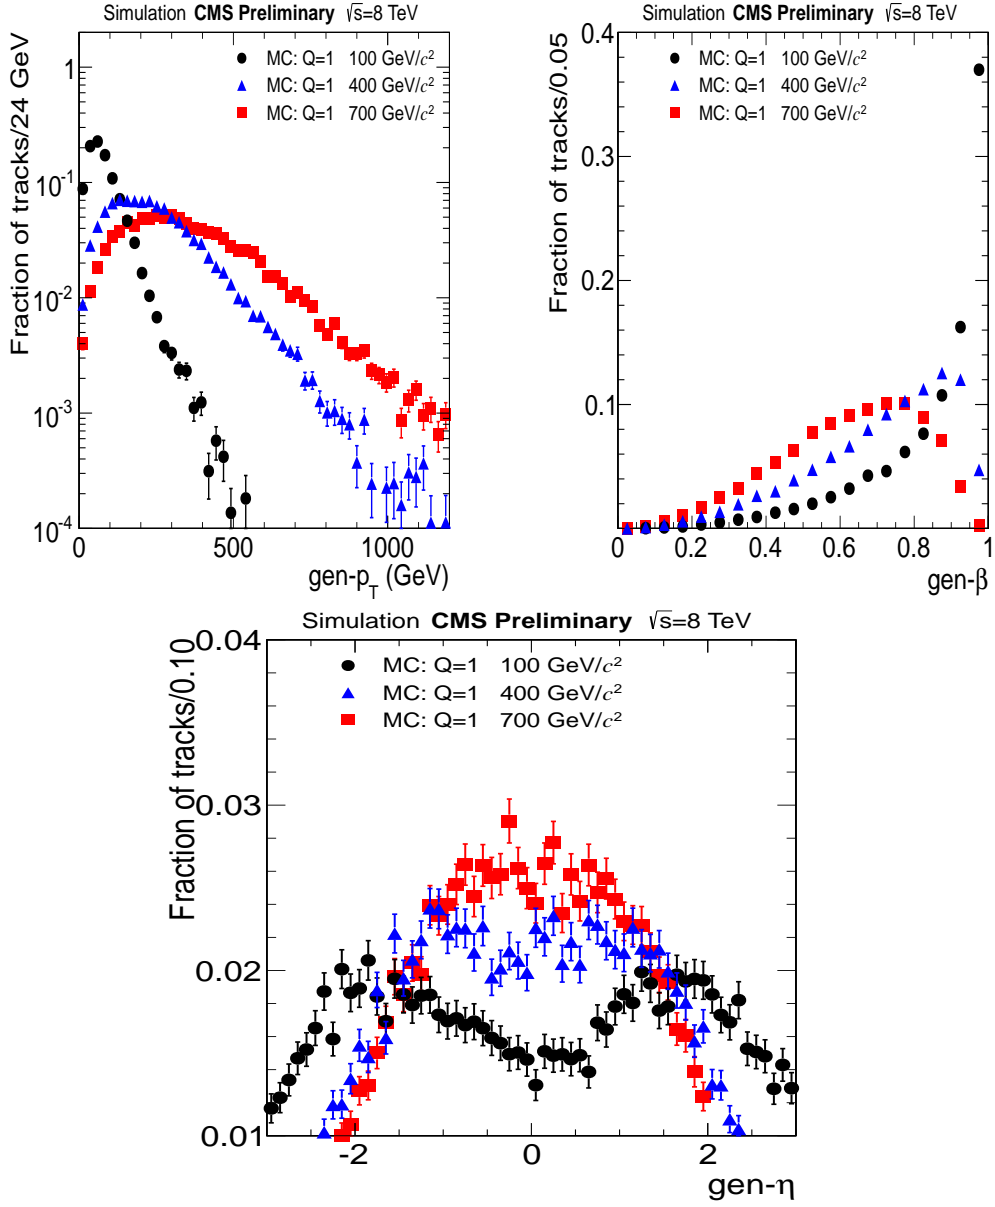 Simulation CMS Preliminary √s=8 TeV
MC: Q=1 100 GeV/c²
MC: Q=1 400 GeV/c²
MC: Q=1 700 GeV/c²
Fraction of tracks/24 GeV
1
10⁻¹
10⁻²
10⁻³
10⁻⁴
0 500 1000
gen-p_T (GeV)
Simulation CMS Preliminary √s=8 TeV
MC: Q=1 100 GeV/c²
MC: Q=1 400 GeV/c²
MC: Q=1 700 GeV/c²
Fraction of tracks/0.05
0.4
0.3
0.2
0.1
0 0.2 0.4 0.6 0.8 1
gen-β
Simulation CMS Preliminary √s=8 TeV
MC: Q=1 100 GeV/c²
MC: Q=1 400 GeV/c²
MC: Q=1 700 GeV/c²
Fraction of tracks/0.10
0.04
0.03
0.02
0.01
-2 0 2
gen-η